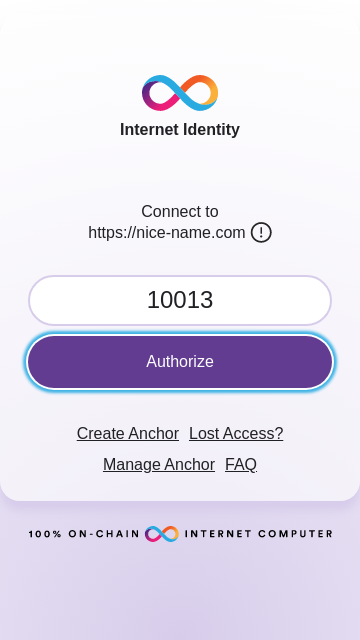 Internet Identity
Connect to
https://nice-name.com
10013
Authorize
Create Anchor Lost Access?
Manage Anchor FAQ
100% ON-CHAIN INTERNET COMPUTER